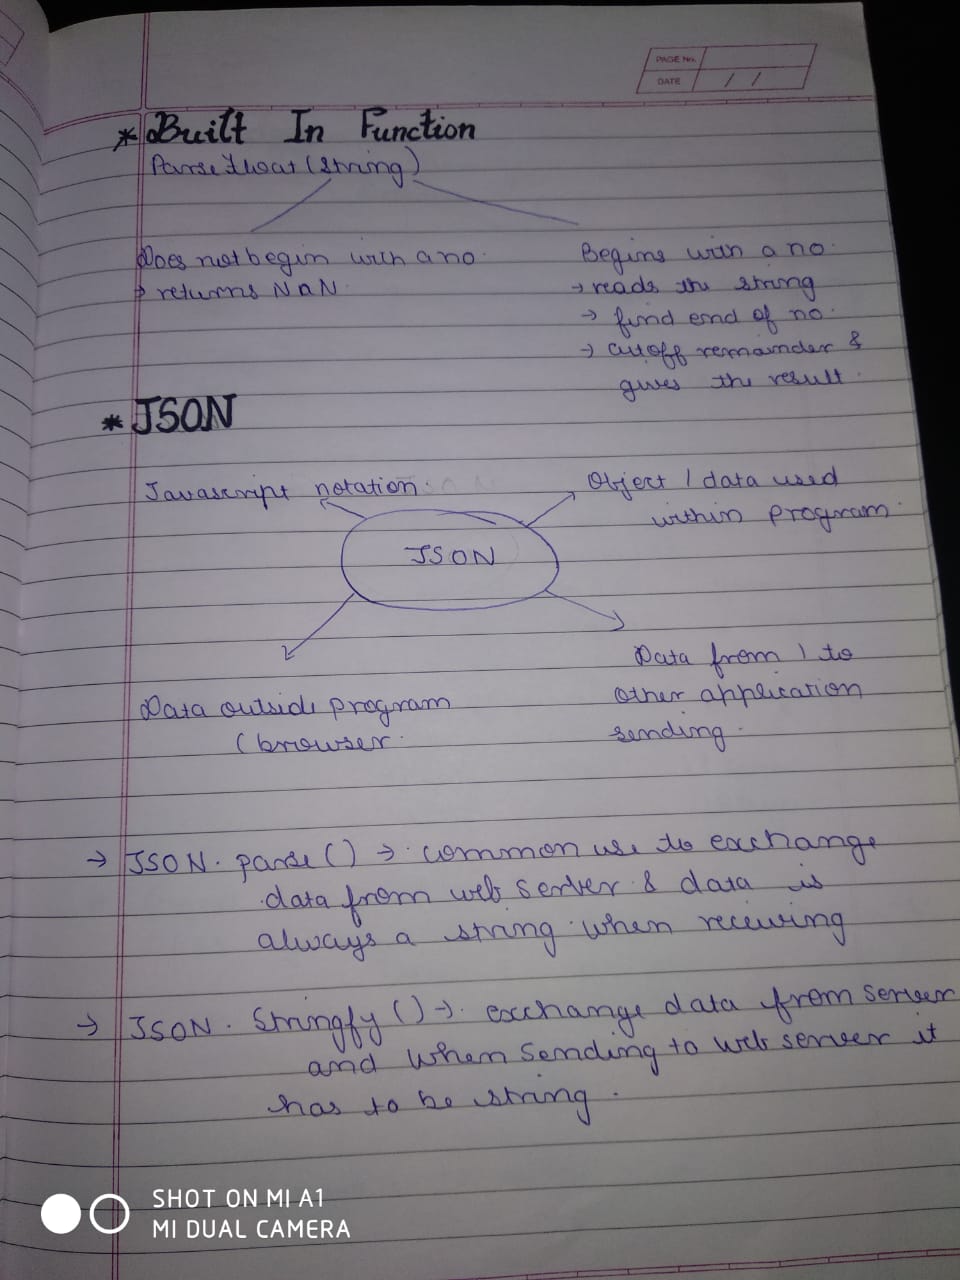 PAGE No.
DATE / /
* Built In Function
Parsefloat (string)
Does not begin with a no.
→ returns NaN.
Begins with a no.
→ reads the string
→ find end of no.
→ cutoff remainder &
gives the result.
* JSON
Javascript notation.
Object / data used
within program.
JSON
Data outside program
(browser.
Data from 1 to
other application
sending.
→ JSON. parse () → common use to exchange
data from web server & data is
always a string when receiving
→ JSON. Stringfy () → exchange data from server
and when sending to web server it
has to be string.
SHOT ON MI A1
MI DUAL CAMERA